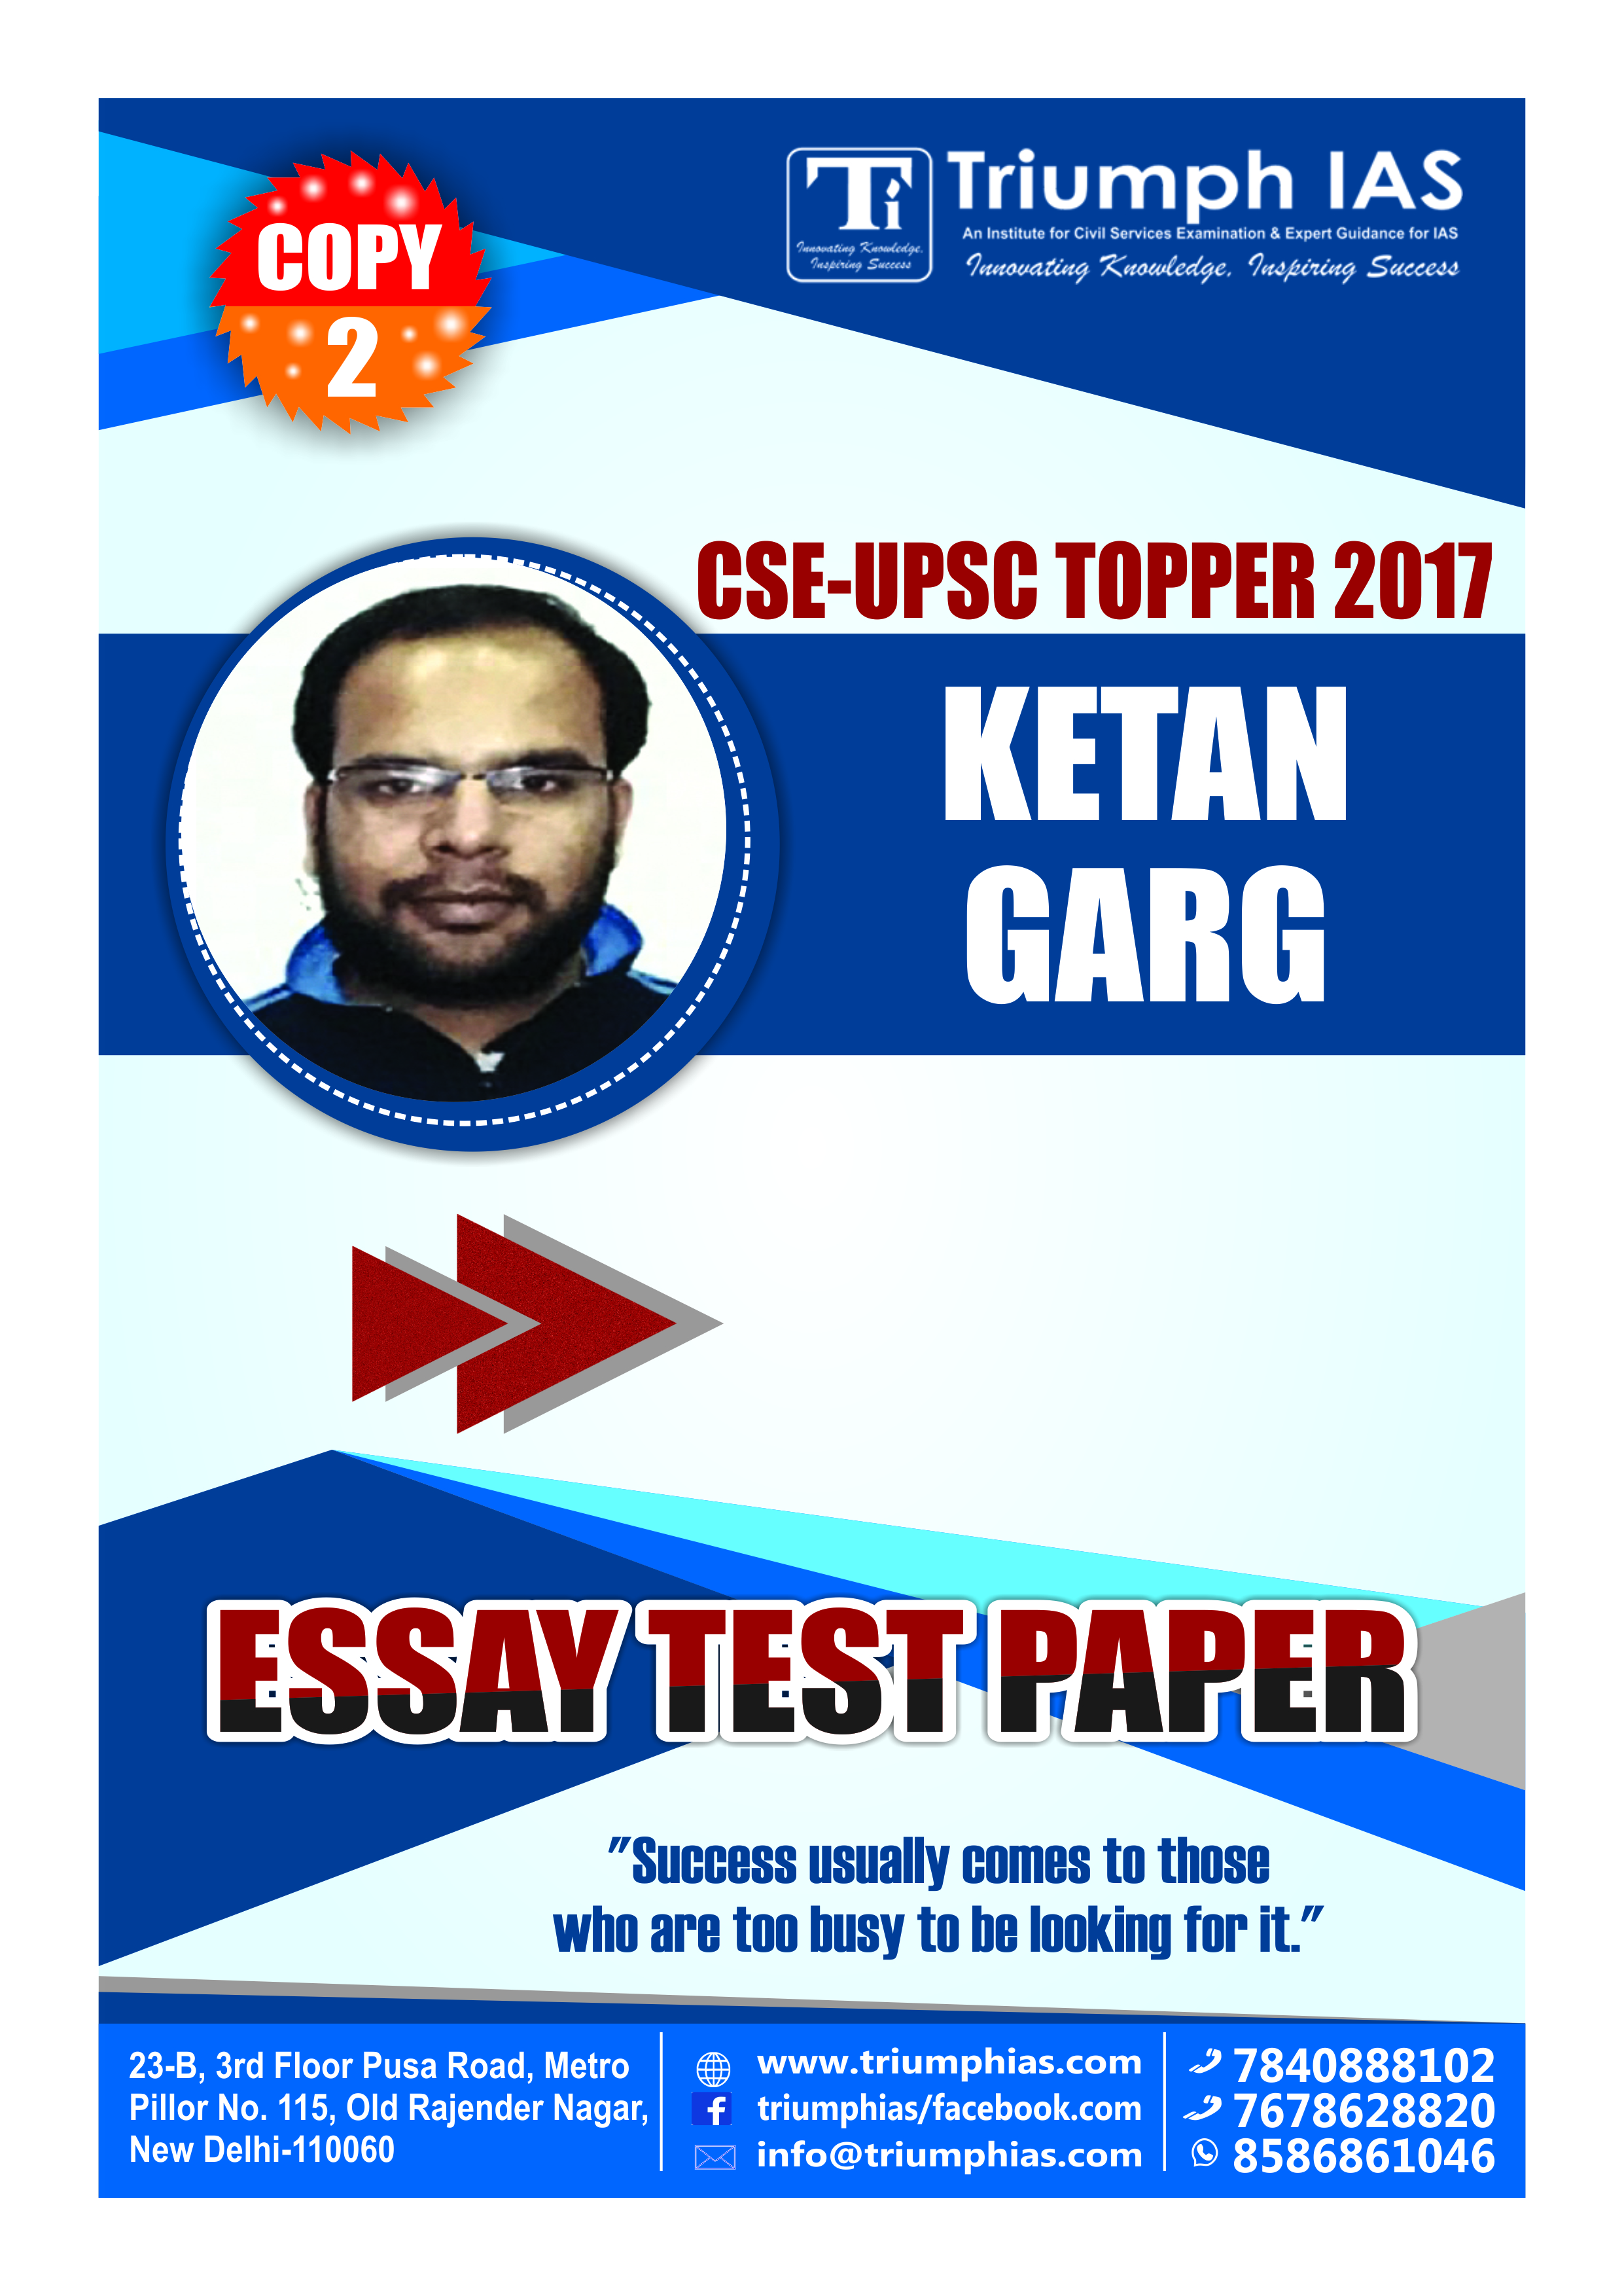 COPY
2
Ti
Innovating Knowledge,
Inspiring Success
Triumph IAS
An Institute for Civil Services Examination & Expert Guidance for IAS
Innovating Knowledge, Inspiring Success
CSE-UPSC TOPPER 2017
KETAN
GARG
ESSAY TEST PAPER
"Success usually comes to those
who are too busy to be looking for it."
23-B, 3rd Floor Pusa Road, Metro
Pillor No. 115, Old Rajender Nagar,
New Delhi-110060
www.triumphias.com
f triumphias/facebook.com
info@triumphias.com
7840888102
7678628820
8586861046